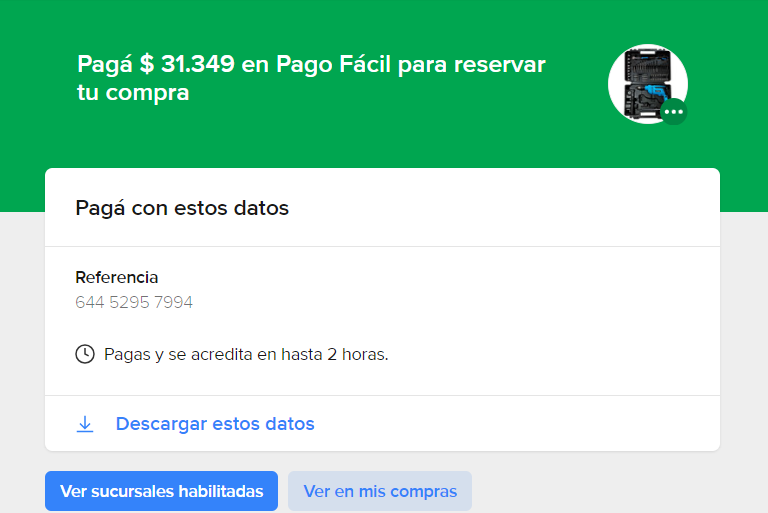 Pagá $ 31.349 en Pago Fácil para reservar
tu compra
Pagá con estos datos
Referencia
644 5295 7994
Pagas y se acredita en hasta 2 horas.
Descargar estos datos
Ver sucursales habilitadas
Ver en mis compras